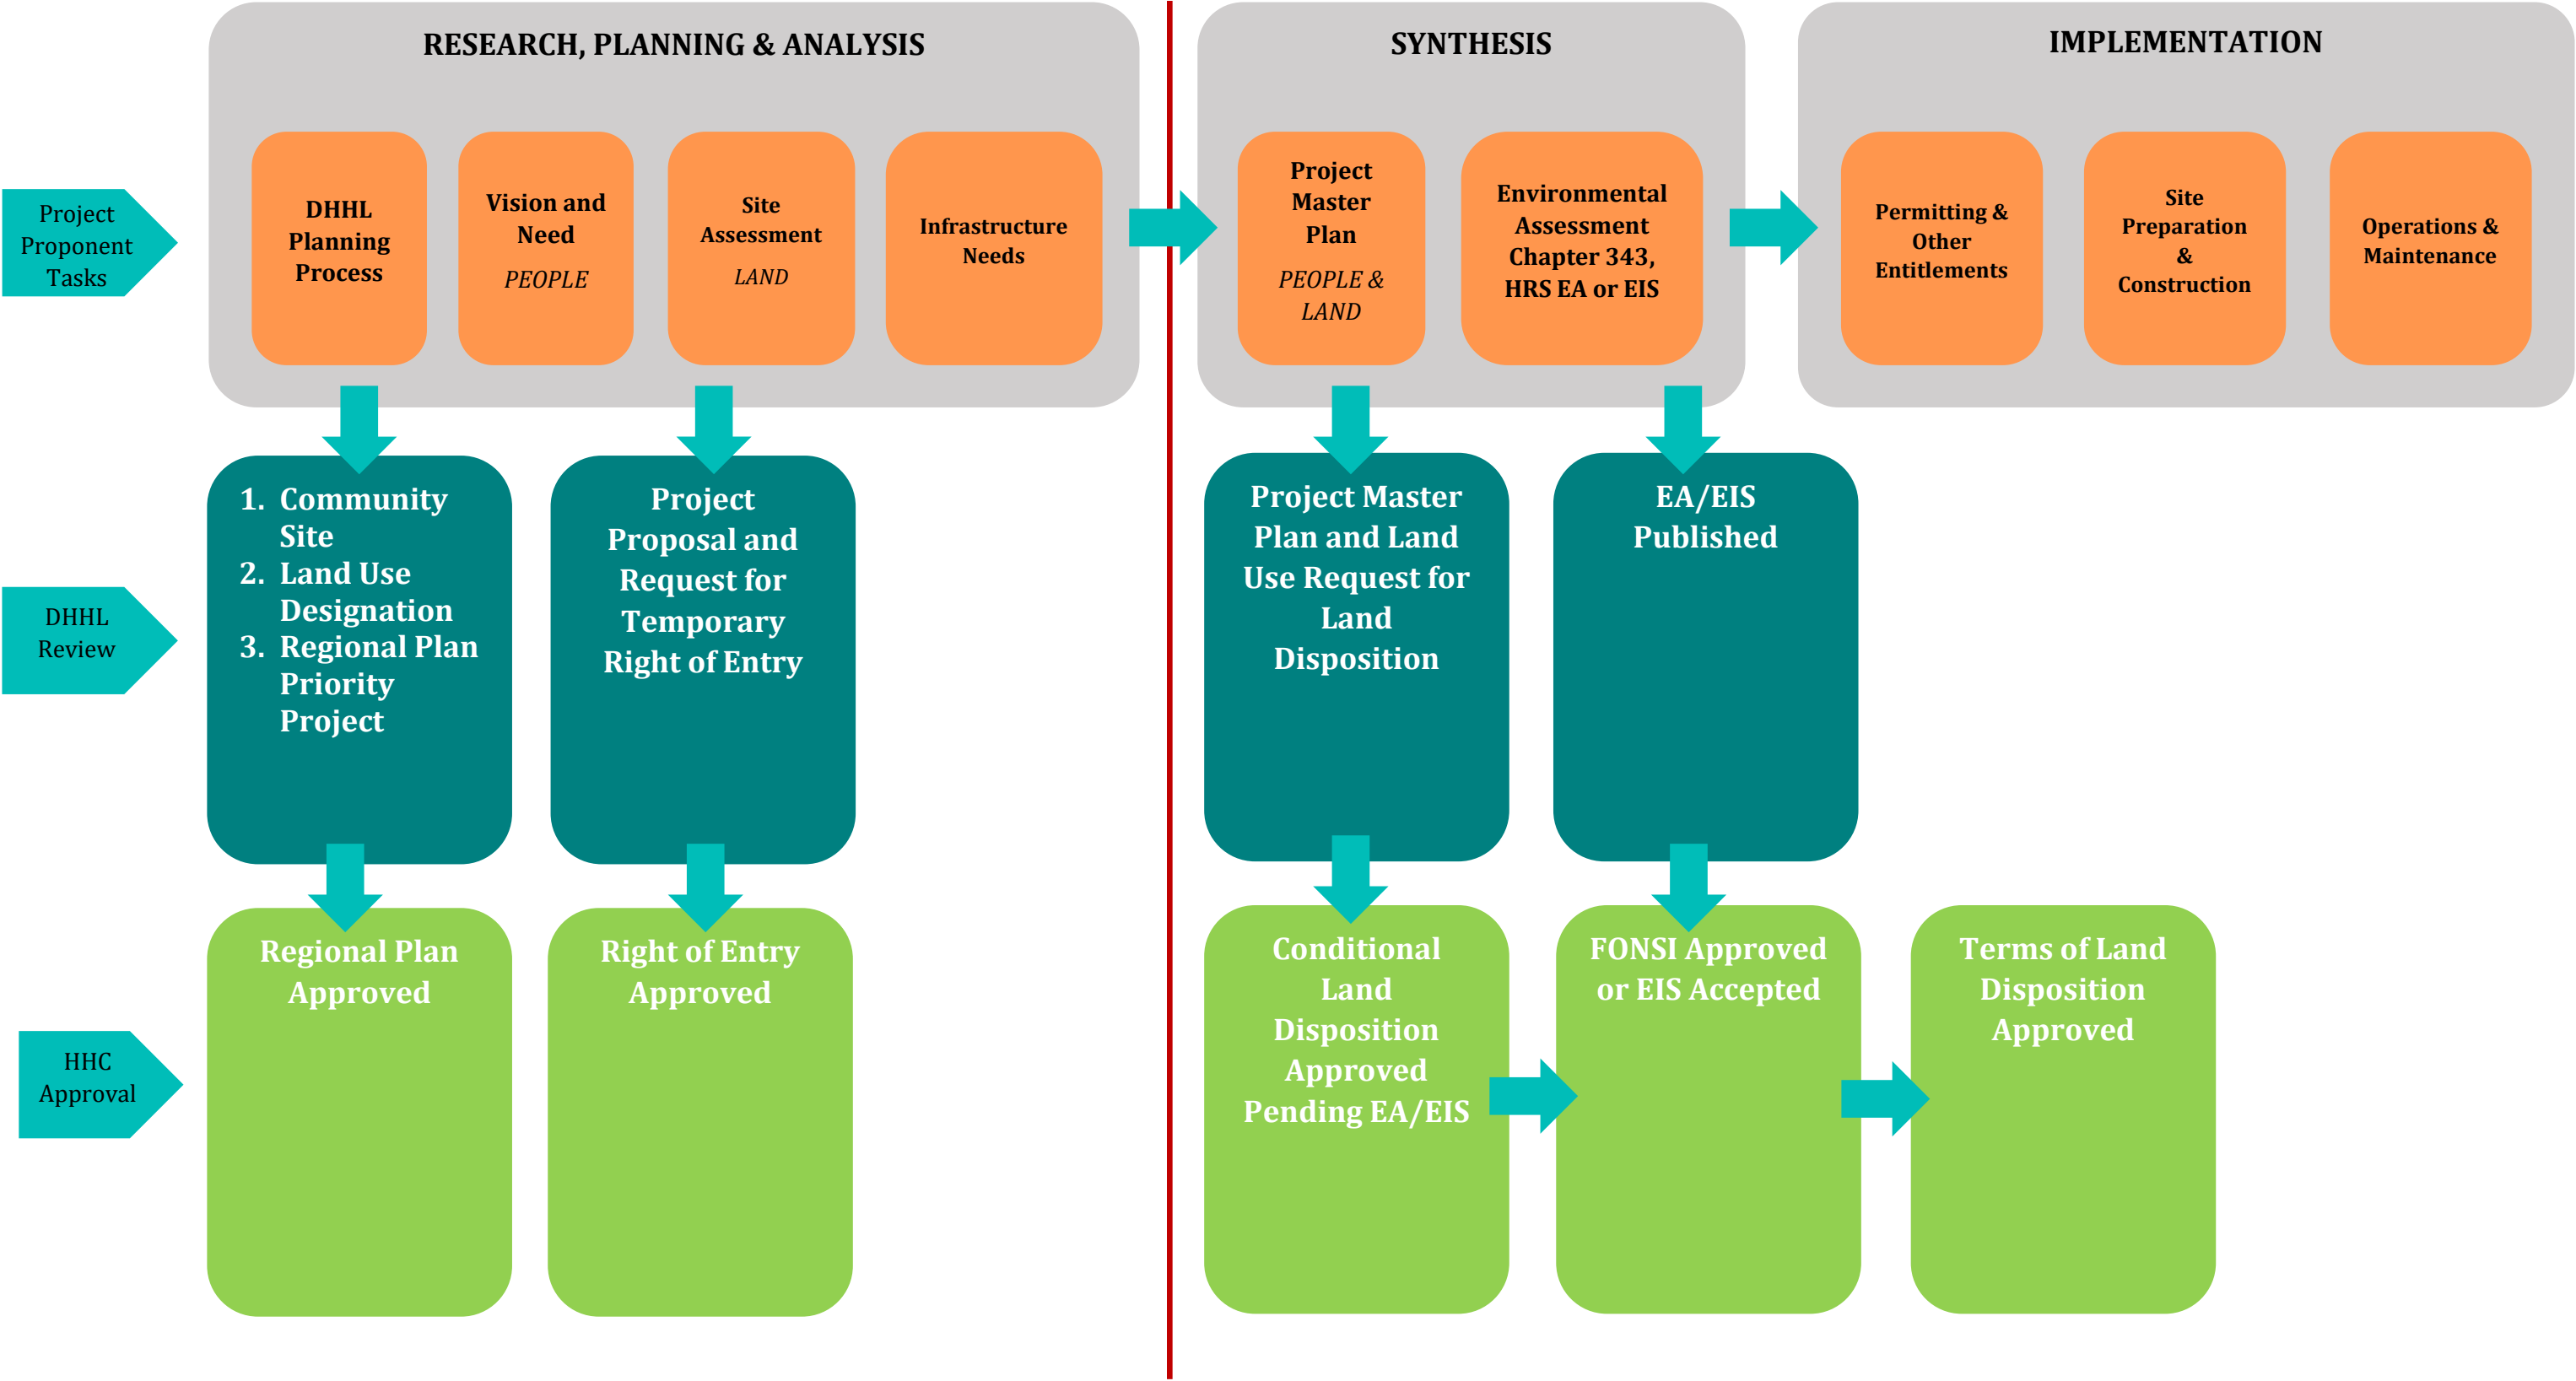 RESEARCH, PLANNING & ANALYSIS
SYNTHESIS
IMPLEMENTATION
Project
Proponent
Tasks
DHHL
Planning
Process
Vision and
Need
PEOPLE
Site
Assessment
LAND
Infrastructure
Needs
Project
Master
Plan
PEOPLE &
LAND
Environmental
Assessment
Chapter 343,
HRS EA or EIS
Permitting &
Other
Entitlements
Site
Preparation
&
Construction
Operations &
Maintenance
DHHL
Review
1. Community
Site
2. Land Use
Designation
3. Regional Plan
Priority
Project
Project
Proposal and
Request for
Temporary
Right of Entry
Project Master
Plan and Land
Use Request for
Land
Disposition
EA/EIS
Published
HHC
Approval
Regional Plan
Approved
Right of Entry
Approved
Conditional
Land
Disposition
Approved
Pending EA/EIS
FONSI Approved
or EIS Accepted
Terms of Land
Disposition
Approved